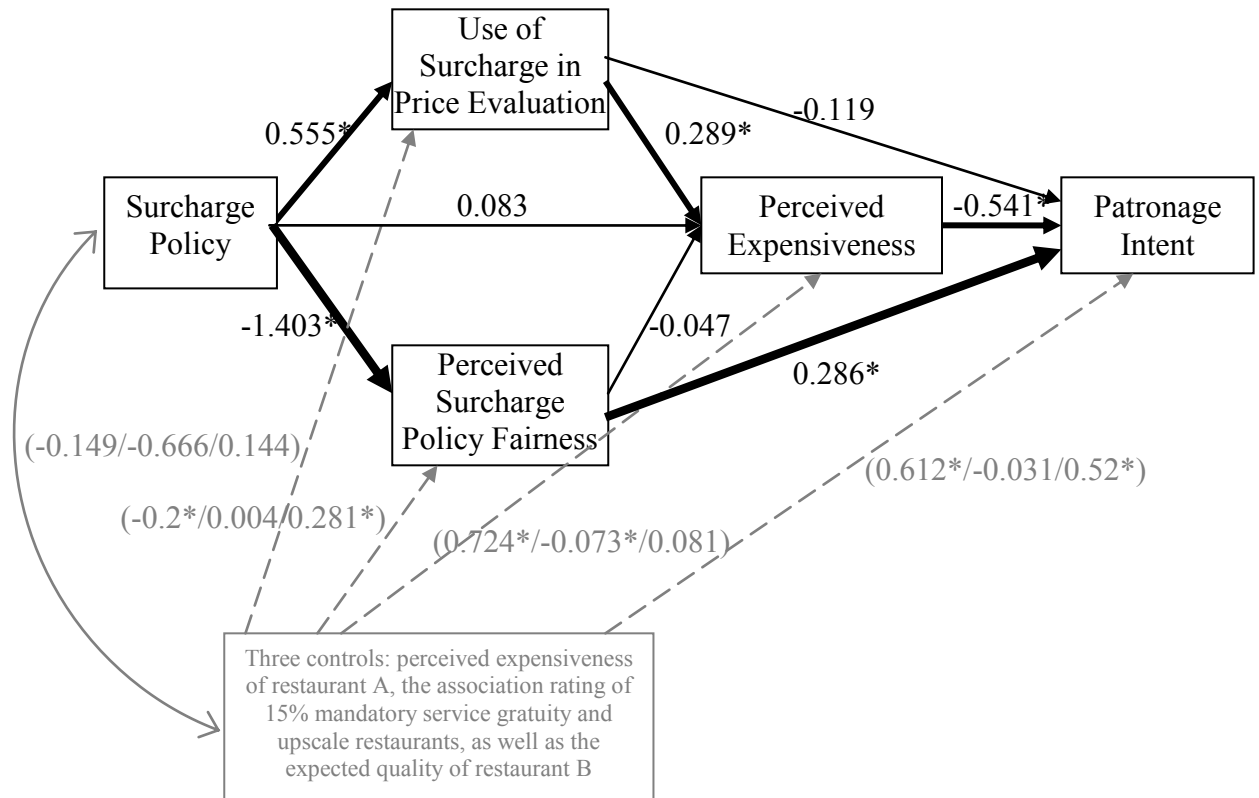 Use of
Surcharge in
Price Evaluation
-0.119
0.555*
0.289*
Surcharge
Policy
0.083
Perceived
Expensiveness
-0.541*
Patronage
Intent
-1.403*
-0.047
Perceived
Surcharge
Policy Fairness
0.286*
(-0.149/-0.666/0.144)
(0.612*/-0.031/0.52*)
(-0.2*/0.004/0.281*)
(0.724*/-0.073*/0.081)
Three controls: perceived expensiveness
of restaurant A, the association rating of
15% mandatory service gratuity and
upscale restaurants, as well as the
expected quality of restaurant B